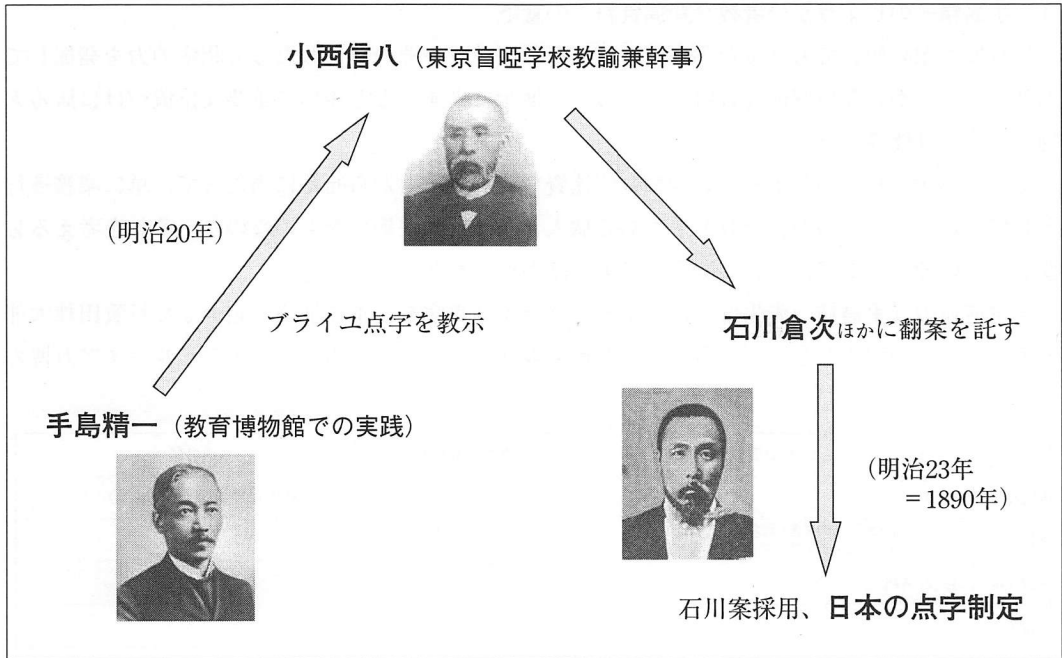 小西信八（東京盲啞学校教諭兼幹事）
（明治20年）
ブライユ点字を教示
石川倉次ほかに翻案を託す
手島精一（教育博物館での実践）
（明治23年
＝1890年）
石川案採用、日本の点字制定